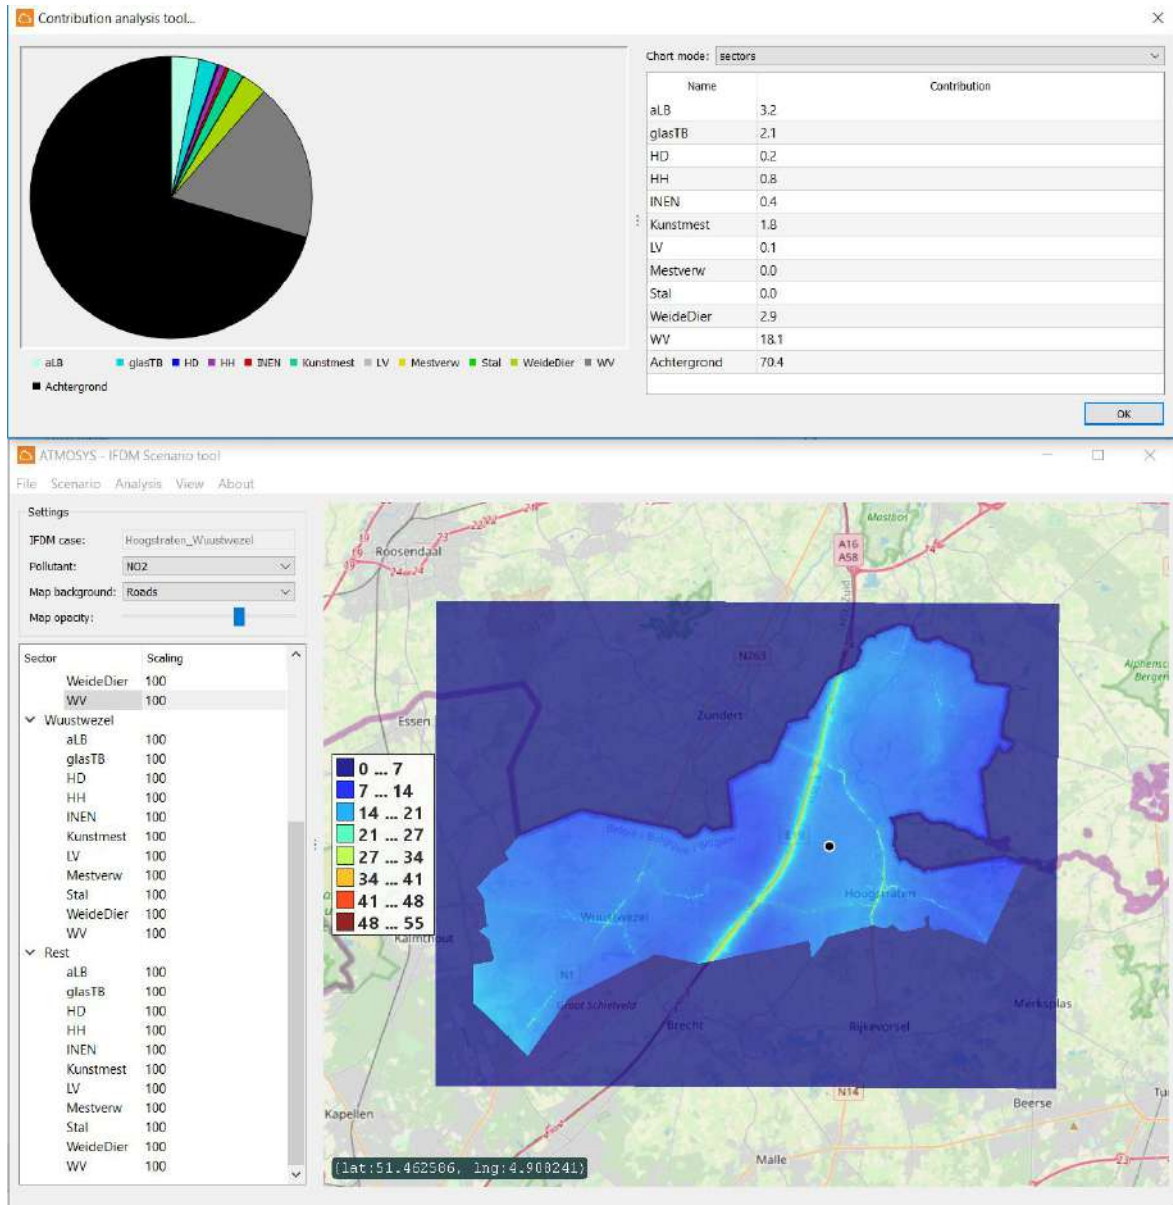 Contribution analysis tool...
Chart mode: sectors
Name Contribution
aLB 3.2
glasTB 2.1
HD 0.2
HH 0.8
INEN 0.4
Kunstmest 1.8
LV 0.1
Mestverw 0.0
Stal 0.0
WeideDier 2.9
WV 18.1
Achtergrond 70.4
aLB glasTB HD HH INEN Kunstmest LV Mestverw Stal WeideDier WV
Achtergrond
OK
ATMOSYS - IFDM Scenario tool
File Scenario Analysis View About
Settings
IFDM case: Hoogstraten_Wuustwezel
Pollutant: NO2
Map background: Roads
Map opacity:
Sector Scaling
WeideDier 100
WV 100
Wuustwezel
aLB 100
glasTB 100
HD 100
HH 100
INEN 100
Kunstmest 100
LV 100
Mestverw 100
Stal 100
WeideDier 100
WV 100
Rest
aLB 100
glasTB 100
HD 100
HH 100
INEN 100
Kunstmest 100
LV 100
Mestverw 100
Stal 100
WeideDier 100
WV 100
Mastbos
Roosendaal
A16
A58
N263
Zundert
Essen
0 ... 7
7 ... 14
14 ... 21
21 ... 27
27 ... 34
34 ... 41
41 ... 48
48 ... 55
Hoogstraten
Wuustwezel
Kalmthout
N1
Groot Schietveld
Brecht
Rijkevorsel
Merksplas
N14
Beerse
Kapellen
Malle
23
(lat:51.462586, lng:4.908241)